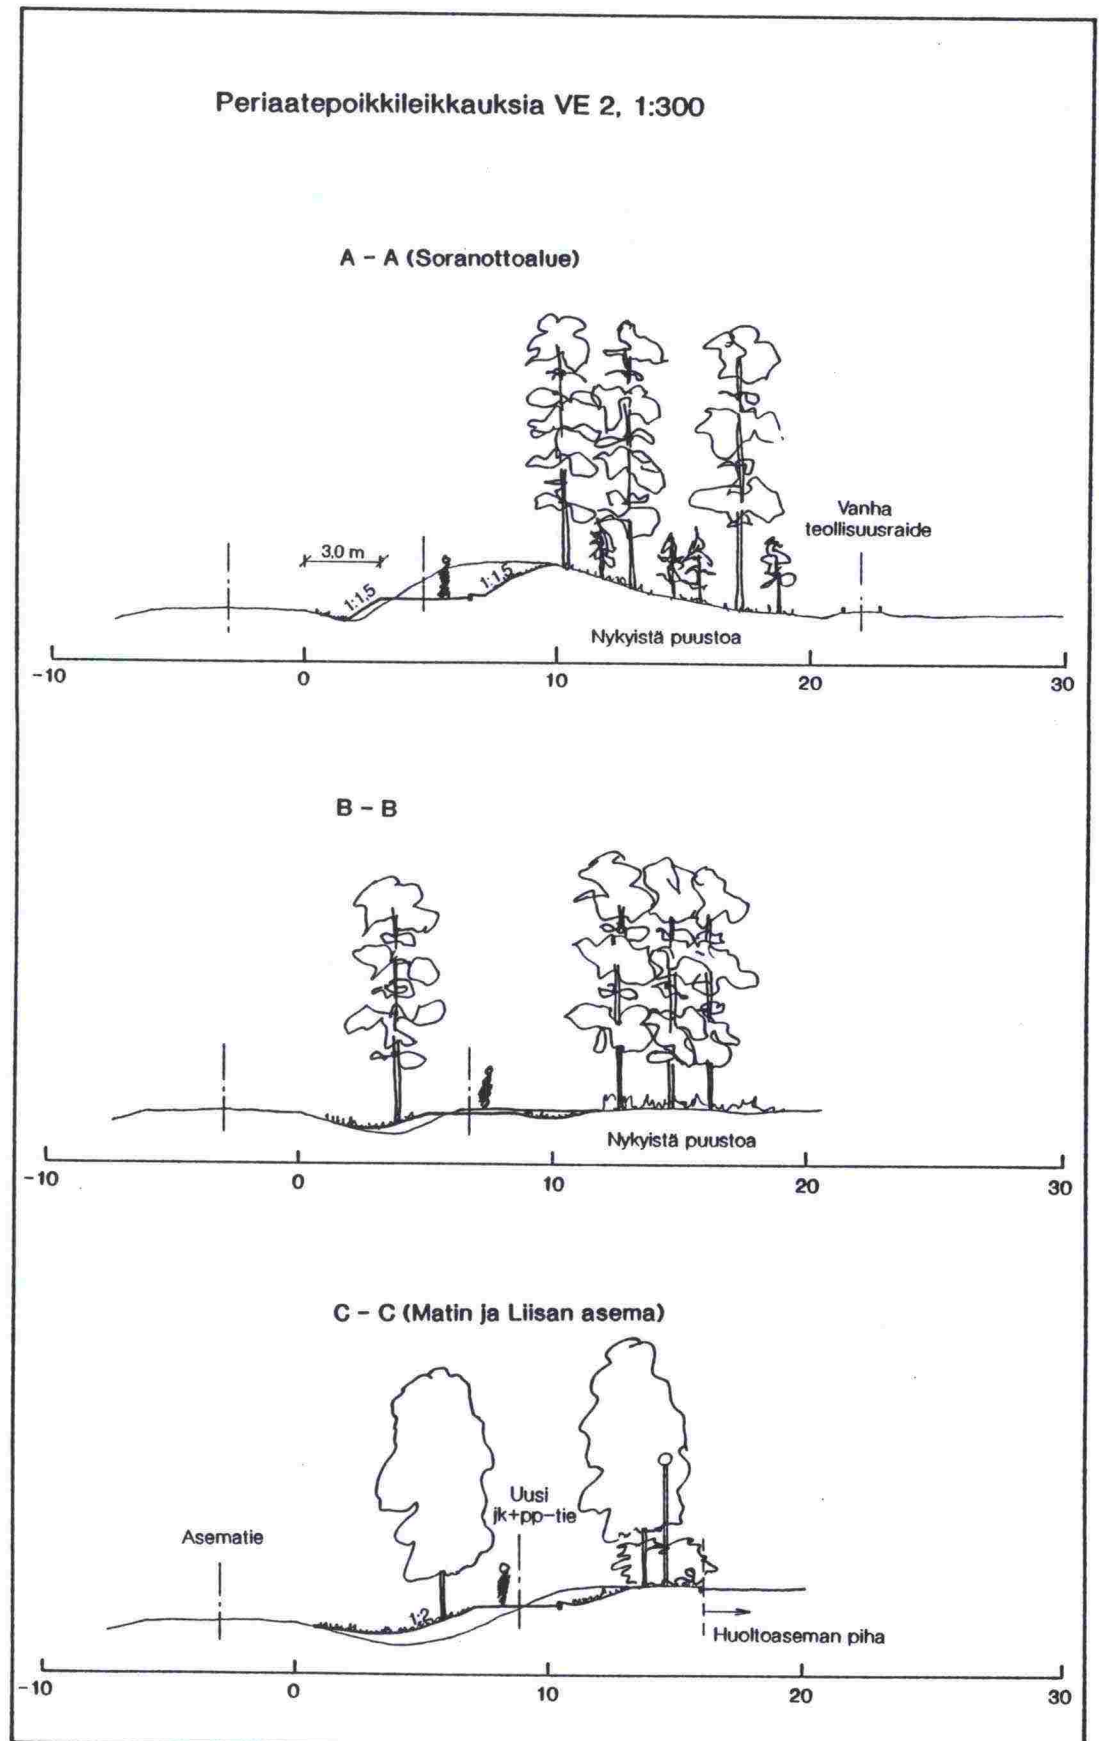 Periaatepoikkileikkauksia VE 2, 1:300
A - A (Soranottoalue)
Vanha
teollisuusraide
3,0 m
1:1,5
1:1,5
Nykyistä puustoa
-10 0 10 20 30
B - B
Nykyistä puustoa
-10 0 10 20 30
C - C (Matin ja Liisan asema)
Uusi
jk+pp-tie
Asematie
1:2
Huoltoaseman piha
-10 0 10 20 30